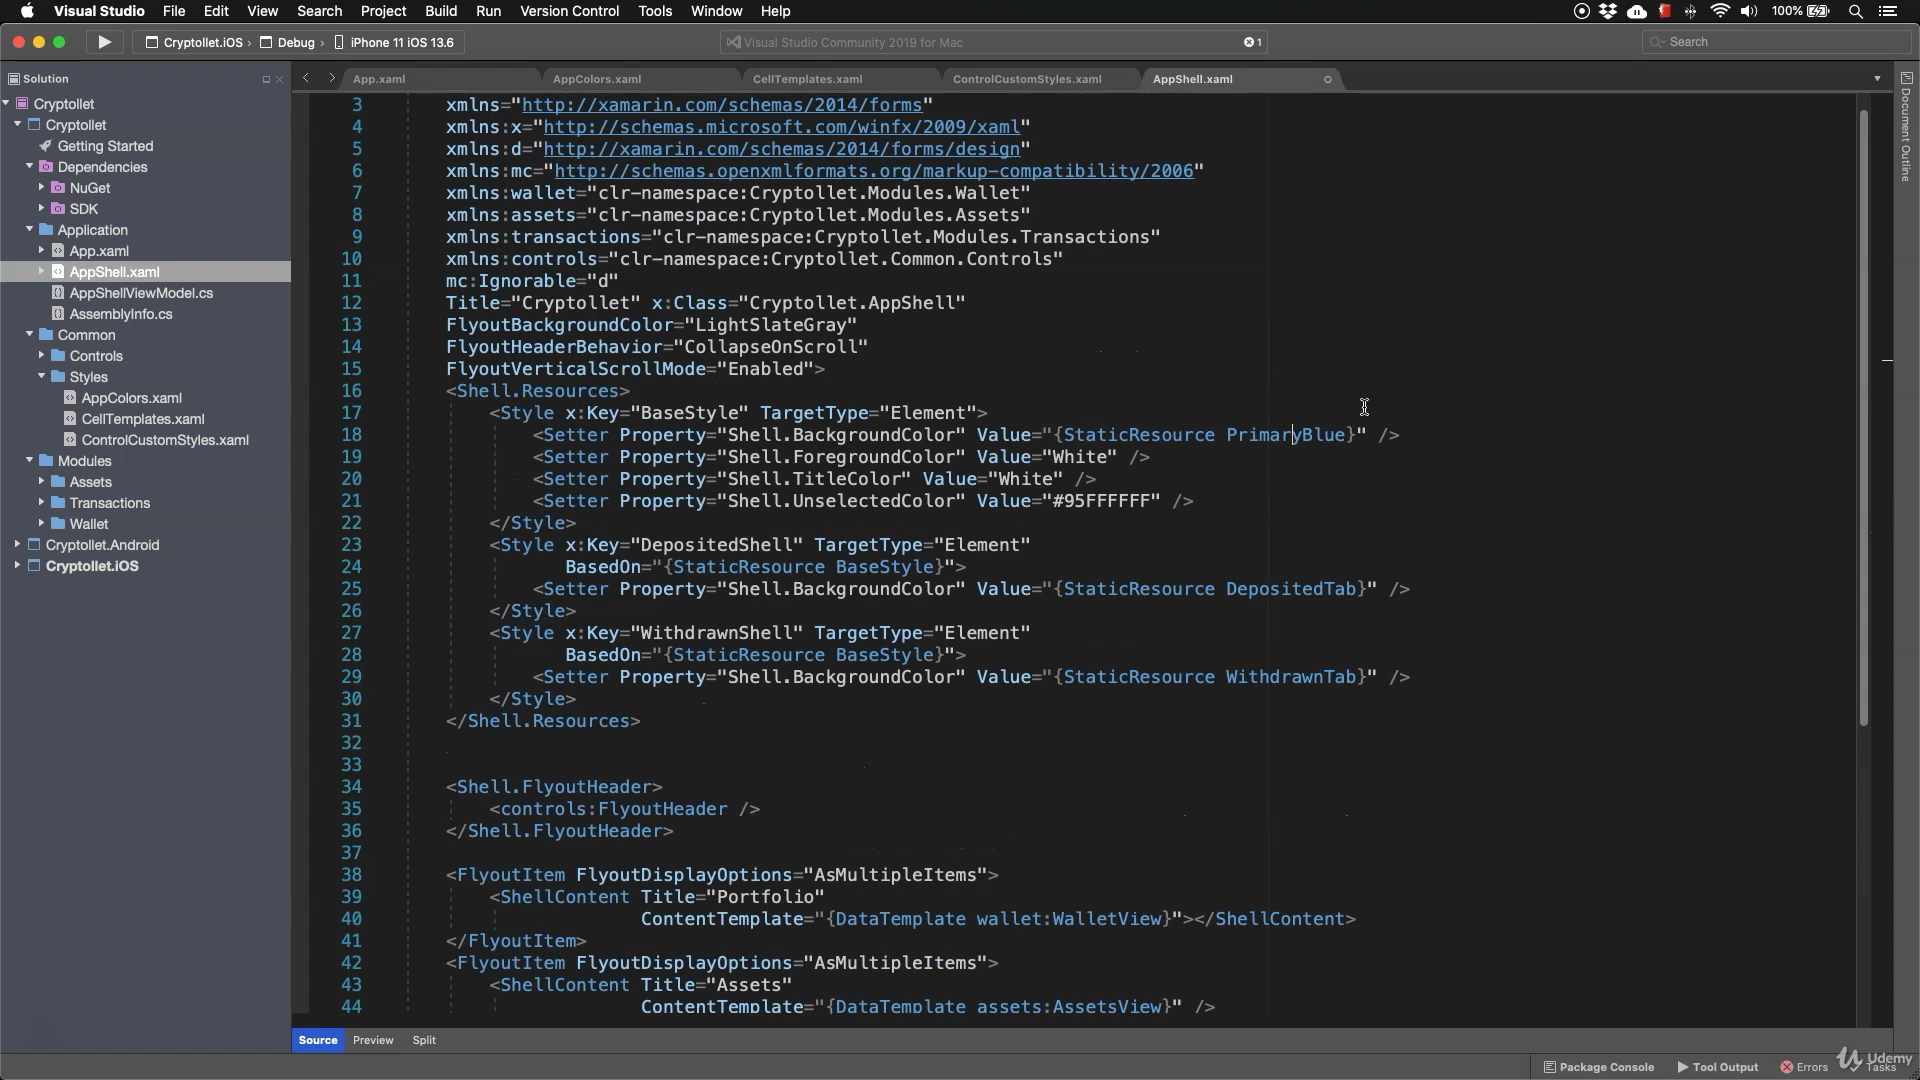 Visual Studio File Edit View Search Project Build Run Version Control Tools Window Help 100%
Cryptollet.iOS › Debug › iPhone 11 iOS 13.6 Visual Studio Community 2019 for Mac 1 Search
Solution
App.xaml AppColors.xaml CellTemplates.xaml ControlCustomStyles.xaml AppShell.xaml
Document Outline
Cryptollet
Cryptollet
Getting Started
Dependencies
NuGet
SDK
Application
App.xaml
AppShell.xaml
AppShellViewModel.cs
AssemblyInfo.cs
Common
Controls
Styles
AppColors.xaml
CellTemplates.xaml
ControlCustomStyles.xaml
Modules
Assets
Transactions
Wallet
Cryptollet.Android
Cryptollet.iOS
3 xmlns="http://xamarin.com/schemas/2014/forms"
4 xmlns:x="http://schemas.microsoft.com/winfx/2009/xaml"
5 xmlns:d="http://xamarin.com/schemas/2014/forms/design"
6 xmlns:mc="http://schemas.openxmlformats.org/markup-compatibility/2006"
7 xmlns:wallet="clr-namespace:Cryptollet.Modules.Wallet"
8 xmlns:assets="clr-namespace:Cryptollet.Modules.Assets"
9 xmlns:transactions="clr-namespace:Cryptollet.Modules.Transactions"
10 xmlns:controls="clr-namespace:Cryptollet.Common.Controls"
11 mc:Ignorable="d"
12 Title="Cryptollet" x:Class="Cryptollet.AppShell"
13 FlyoutBackgroundColor="LightSlateGray"
14 FlyoutHeaderBehavior="CollapseOnScroll"
15 FlyoutVerticalScrollMode="Enabled">
16 <Shell.Resources>
17 <Style x:Key="BaseStyle" TargetType="Element">
18 <Setter Property="Shell.BackgroundColor" Value="{StaticResource PrimaryBlue}" />
19 <Setter Property="Shell.ForegroundColor" Value="White" />
20 <Setter Property="Shell.TitleColor" Value="White" />
21 <Setter Property="Shell.UnselectedColor" Value="#95FFFFFF" />
22 </Style>
23 <Style x:Key="DepositedShell" TargetType="Element"
24 BasedOn="{StaticResource BaseStyle}">
25 <Setter Property="Shell.BackgroundColor" Value="{StaticResource DepositedTab}" />
26 </Style>
27 <Style x:Key="WithdrawnShell" TargetType="Element"
28 BasedOn="{StaticResource BaseStyle}">
29 <Setter Property="Shell.BackgroundColor" Value="{StaticResource WithdrawnTab}" />
30 </Style>
31 </Shell.Resources>
32
33
34 <Shell.FlyoutHeader>
35 <controls:FlyoutHeader />
36 </Shell.FlyoutHeader>
37
38 <FlyoutItem FlyoutDisplayOptions="AsMultipleItems">
39 <ShellContent Title="Portfolio"
40 ContentTemplate="{DataTemplate wallet:WalletView}"></ShellContent>
41 </FlyoutItem>
42 <FlyoutItem FlyoutDisplayOptions="AsMultipleItems">
43 <ShellContent Title="Assets"
44 ContentTemplate="{DataTemplate assets:AssetsView}" />
Source Preview Split
Package Console Tool Output Errors Tasks
Udemy